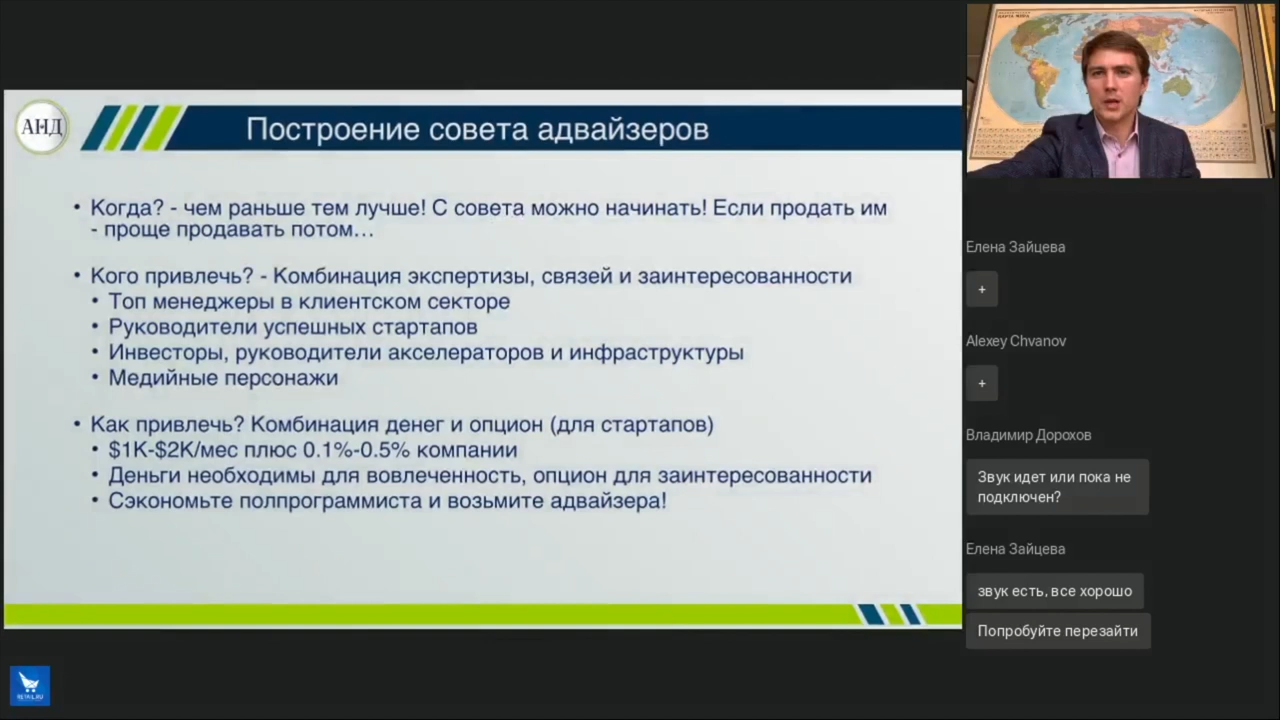 АНД
Построение совета адвайзеров
• Когда? - чем раньше тем лучше! С совета можно начинать! Если продать им
- проще продавать потом…
• Кого привлечь? - Комбинация экспертизы, связей и заинтересованности
• Топ менеджеры в клиентском секторе
• Руководители успешных стартапов
• Инвесторы, руководители акселераторов и инфраструктуры
• Медийные персонажи
• Как привлечь? Комбинация денег и опцион (для стартапов)
• $1K-$2K/мес плюс 0.1%-0.5% компании
• Деньги необходимы для вовлеченность, опцион для заинтересованности
• Сэкономьте полпрограммиста и возьмите адвайзера!
Елена Зайцева
+
Alexey Chvanov
+
Владимир Дорохов
Звук идет или пока не
подключен?
Елена Зайцева
звук есть, все хорошо
Попробуйте перезайти
RETAIL.RU